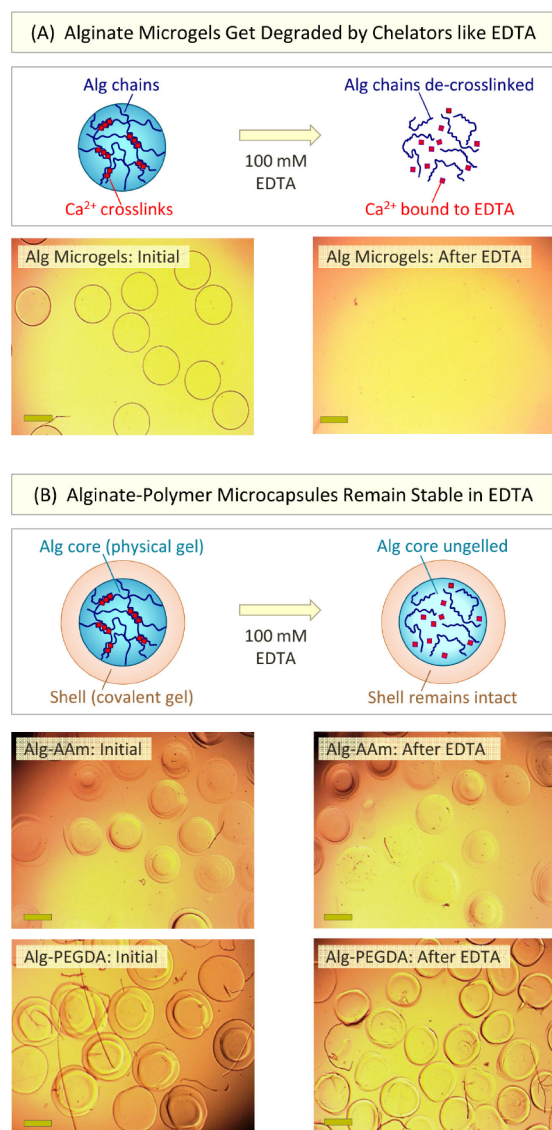 (A) Alginate Microgels Get Degraded by Chelators like EDTA
Alg chains
Alg chains de-crosslinked
100 mM
EDTA
Ca²⁺ crosslinks
Ca²⁺ bound to EDTA
Alg Microgels: Initial
Alg Microgels: After EDTA
(B) Alginate-Polymer Microcapsules Remain Stable in EDTA
Alg core (physical gel)
Alg core ungelled
100 mM
EDTA
Shell (covalent gel)
Shell remains intact
Alg-AAm: Initial
Alg-AAm: After EDTA
Alg-PEGDA: Initial
Alg-PEGDA: After EDTA